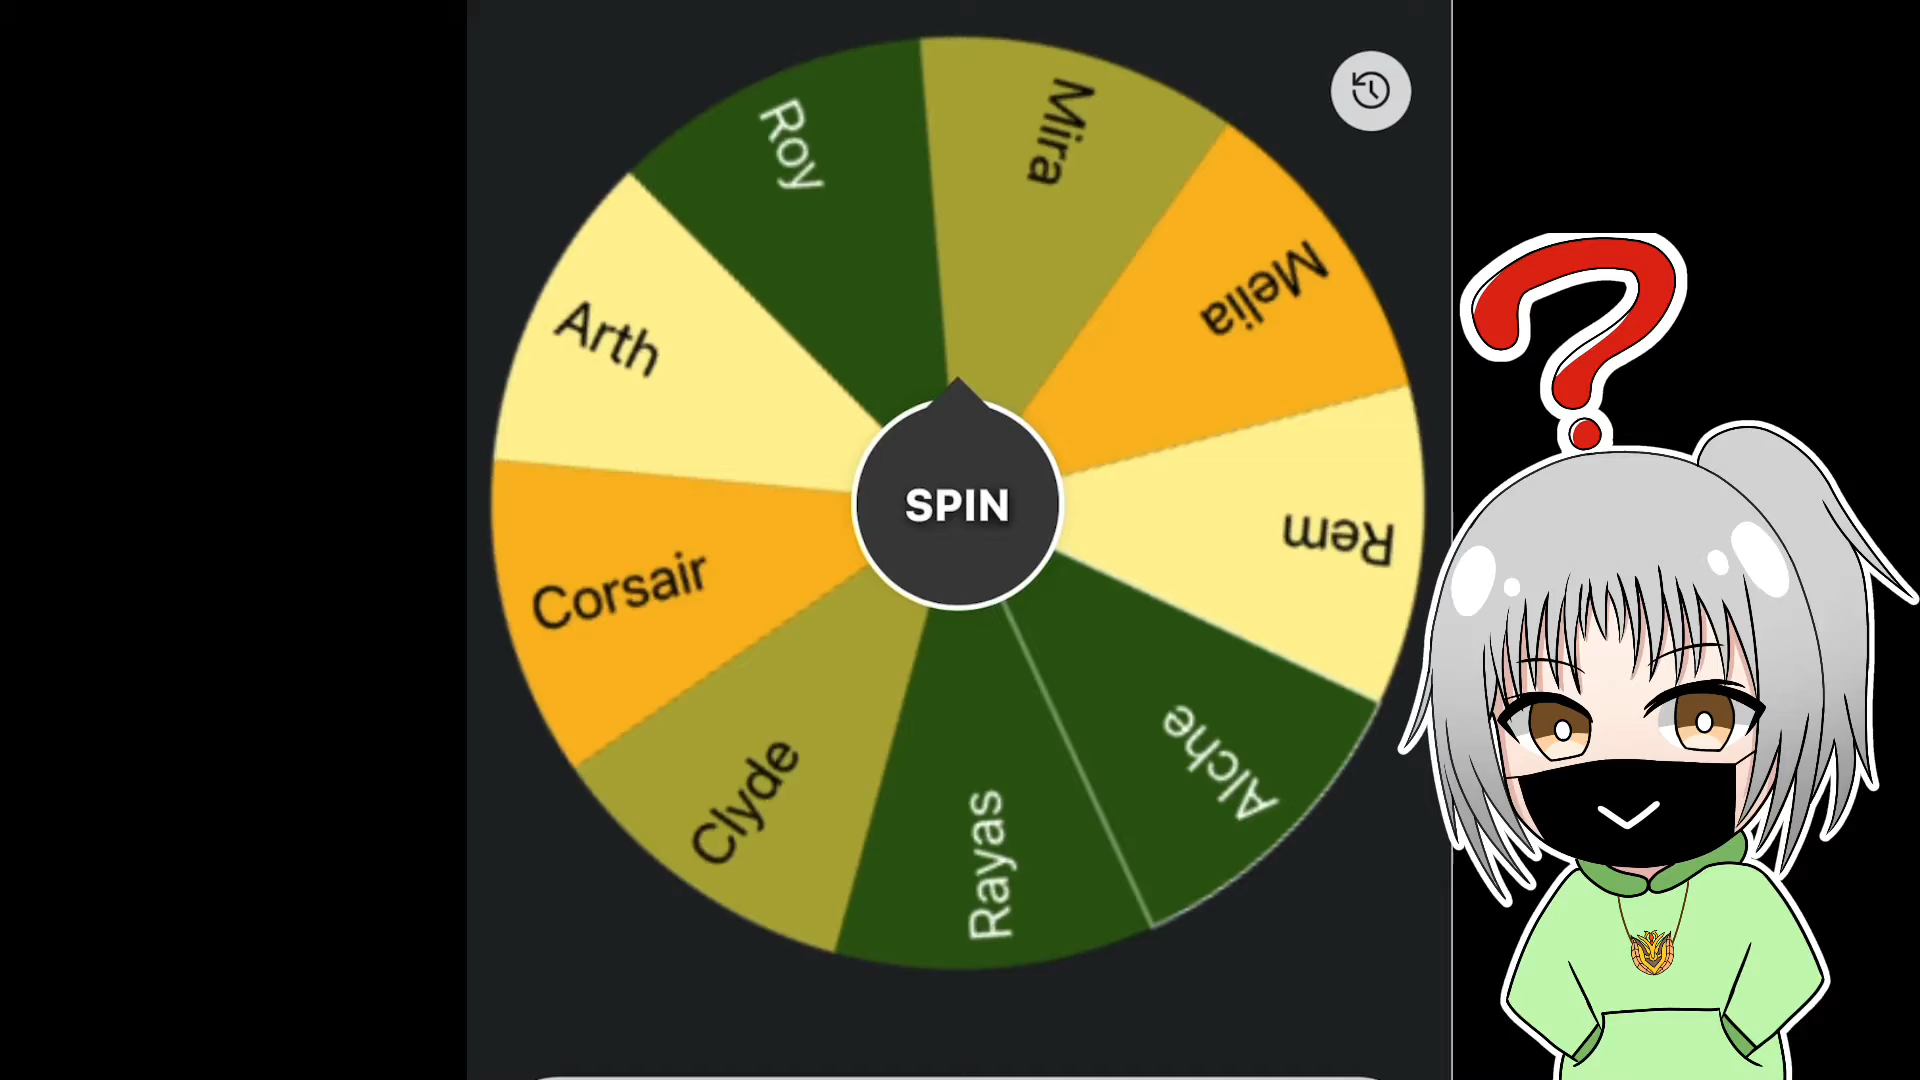 Roy
Mira
Melia
Arth
Rem
SPIN
Corsair
Alche
Clyde
Rayas
?